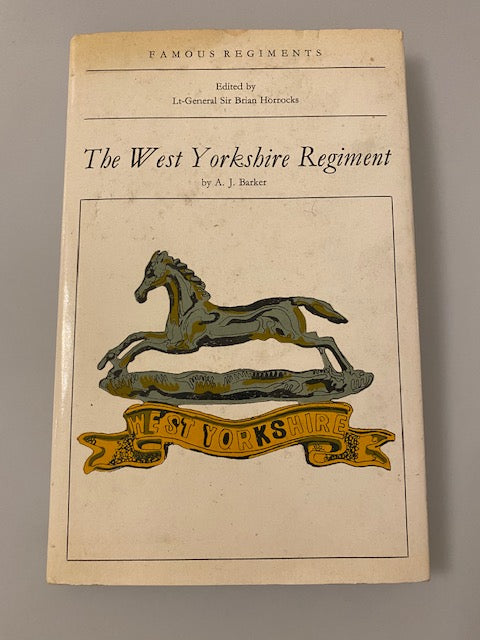 FAMOUS REGIMENTS
Edited by
Lt-General Sir Brian Horrocks
The West Yorkshire Regiment
by A. J. Barker
WEST YORKSHIRE